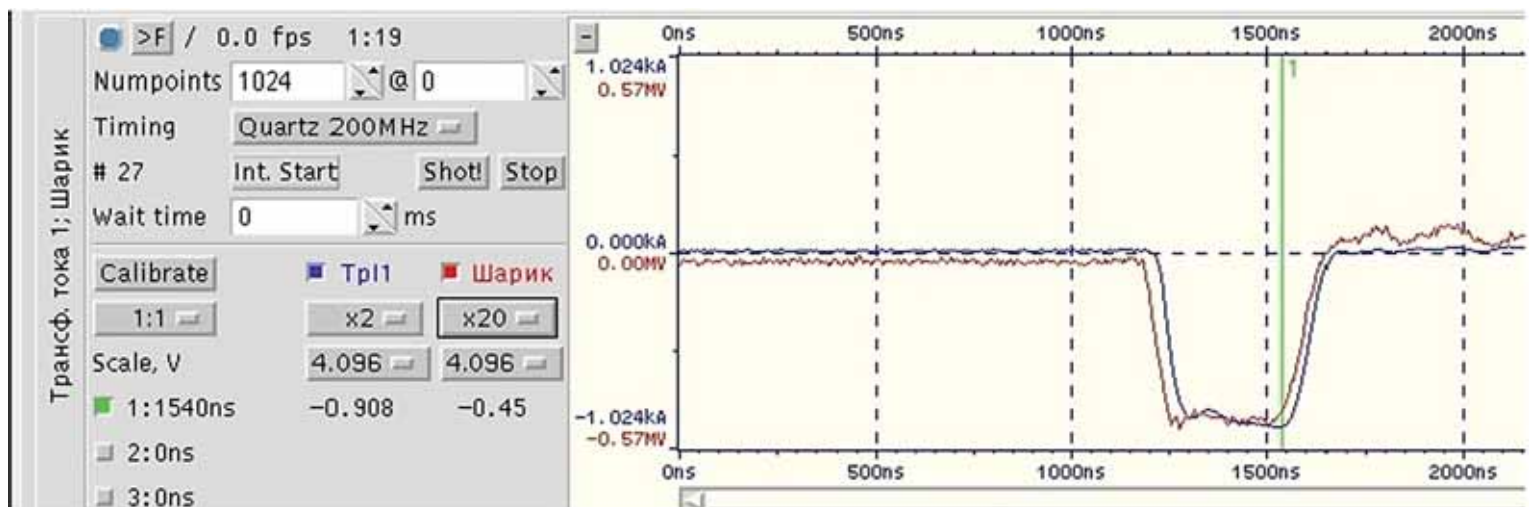 Трансф. тока 1; Шарик
>F / 0.0 fps 1:19
Numpoints 1024 @ 0
Timing Quartz 200MHz
# 27 Int. Start Shot! Stop
Wait time 0 ms
Calibrate Tpl1 Шарик
1:1 x2 x20
Scale, V 4.096 4.096
1:1540ns -0.908 -0.45
2:0ns
3:0ns
-
0ns 500ns 1000ns 1500ns 2000ns
1.024kA
0.57MV
1
0.000kA
0.00MV
-1.024kA
-0.57MV
0ns 500ns 1000ns 1500ns 2000ns